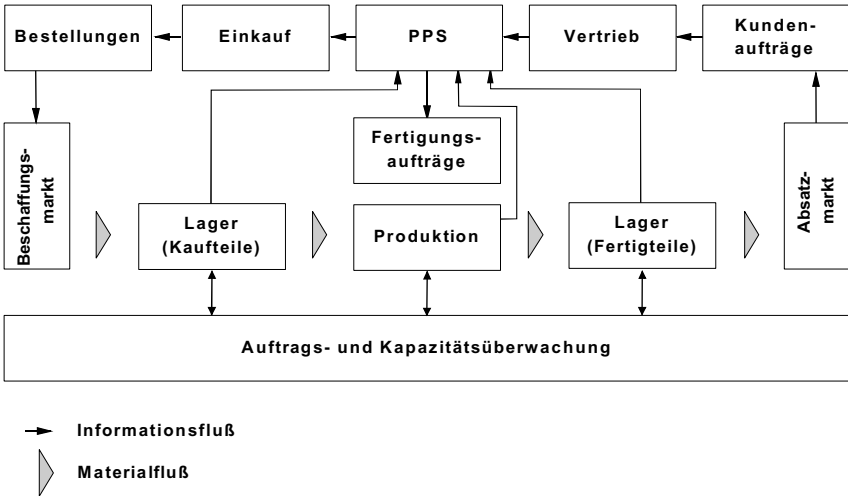 Bestellungen
Einkauf
PPS
Vertrieb
Kunden-
aufträge
Beschaffungs-
markt
Fertigungs-
aufträge
Absatz-
markt
Lager
(Kaufteile)
Produktion
Lager
(Fertigteile)
Auftrags- und Kapazitätsüberwachung
Informationsfluß
Materialfluß